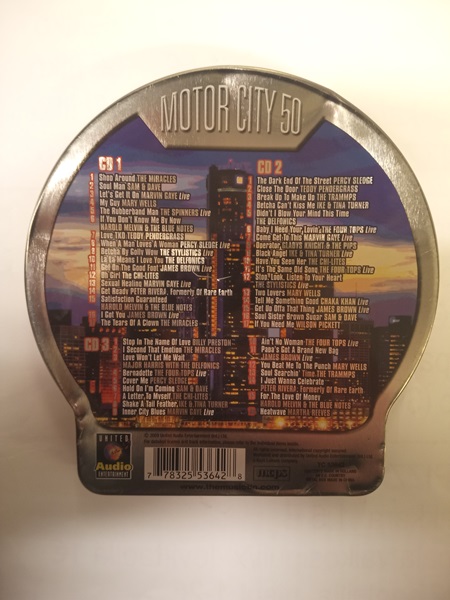 MOTOR CITY 50
CD 1
Shop Around THE MIRACLES
Soul Man SAM & DAVE
Let's Get It On MARVIN GAYE Live
My Guy MARY WELLS
The Rubberband Man THE SPINNERS Live
If You Don't Know Me By Now
HAROLD MELVIN & THE BLUE NOTES
Love TKO TEDDY PENDERGRASS
When A Man Loves A Woman PERCY SLEDGE Live
Betcha By Golly Wow THE STYLISTICS Live
La La Means I Love You THE DELFONICS
Get On The Good Foot JAMES BROWN Live
Oh Girl THE CHI-LITES
Sexual Healing MARVIN GAYE Live
Get Ready PETER RIVERA, Formerly Of Rare Earth
Satisfaction Guaranteed
HAROLD MELVIN & THE BLUE NOTES
I Got You JAMES BROWN Live
The Tears Of A Clown THE MIRACLES
CD 2
The Dark End Of The Street PERCY SLEDGE
Close The Door TEDDY PENDERGRASS
Break Up To Make Up THE TRAMMPS
Betcha Can't Kiss Me IKE & TINA TURNER
Didn't I Blow Your Mind This Time
THE DELFONICS
Baby I Need Your Lovin' THE FOUR TOPS Live
Come Get To This MARVIN GAYE Live
Operator,
Black Angel IKE & TINA TURNER
Have You Seen Her THE CHI-LITES
It's The Same Old Song THE FOUR TOPS Live
Stop, Look, Listen To Your Heart
THE STYLISTICS Live
Two Lovers MARY WELLS
Tell Me Something Good CHAKA KHAN Live
Get Up Offa That Thing JAMES BROWN Live
Soul Sister Brown Sugar SAM & DAVE
If You Need Me WILSON PICKETT
CD 3
Stop In The Name Of Love BILLY PRESTON
I Second That Emotion THE MIRACLES
Love Won't Let Me Wait
MAJOR HARRIS WITH THE DELFONICS
Bernadette THE FOUR TOPS Live
Cover Me PERCY SLEDGE
Hold On I'm Coming SAM & DAVE
A Letter To Myself THE CHI-LITES
Shake A Tail Feather IKE & TINA TURNER
Inner City Blues MARVIN GAYE Live
Ain't No Woman THE FOUR TOPS Live
Papa's Got A Brand New Bag
JAMES BROWN Live
You Beat Me To The Punch MARY WELLS
Soul Searchin' Time THE TRAMMPS
I Just Wanna Celebrate
PETER RIVERA, Formerly Of Rare Earth
For The Love Of Money
HAROLD MELVIN & THE BLUE NOTES
Heatwave MARTHA REEVES
UNITED
Audio
ENTERTAINMENT
7 78325 53642 8